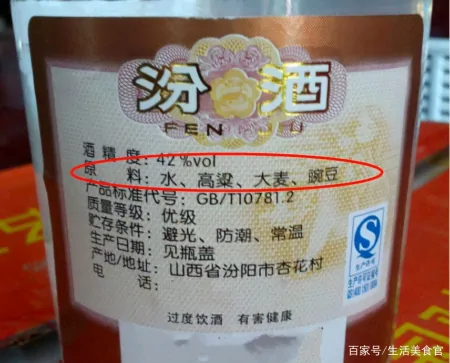 汾酒
FEN JIU
酒精度：42%vol
原料：水、高粱、大麦、豌豆
产品标准代号：GB/T10781.2
质量等级：优级
贮存条件：避光、防潮、常温
生产日期：见瓶盖
产地/地址：山西省汾阳市杏花村
电话：
过度饮酒 有害健康
百家号/生活美食官